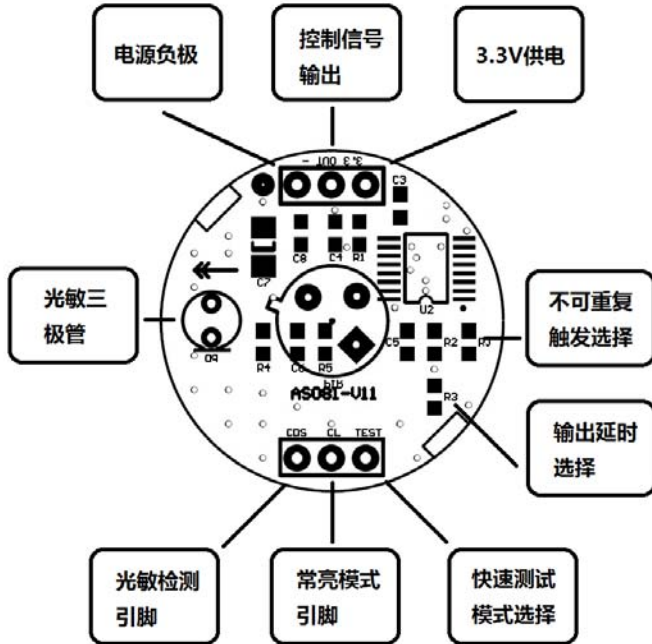 电源负极
控制信号
输出
3.3V供电
3.3 OUT -
C3
C8
C4
R1
C7
U2
光敏三
极管
不可重复
触发选择
R4
C6
R5
C5
R2
RJ
PIR
AS081-V11
R3
输出延时
选择
CDS
CL
TEST
光敏检测
引脚
常亮模式
引脚
快速测试
模式选择